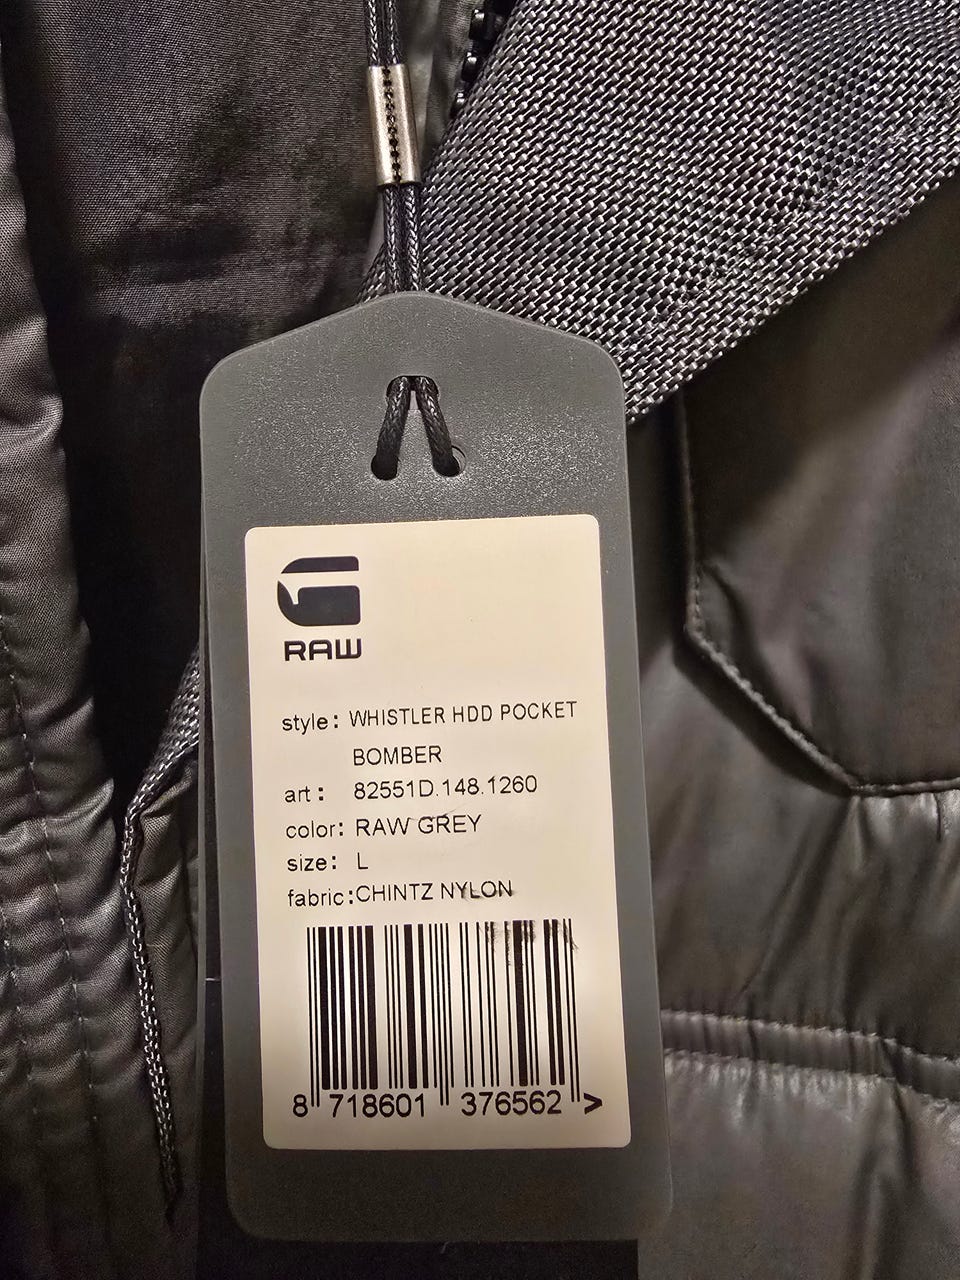 RAW
style: WHISTLER HDD POCKET
BOMBER
art: 82551D.148.1260
color: RAW GREY
size: L
fabric: CHINTZ NYLON
8 718601 376562 >